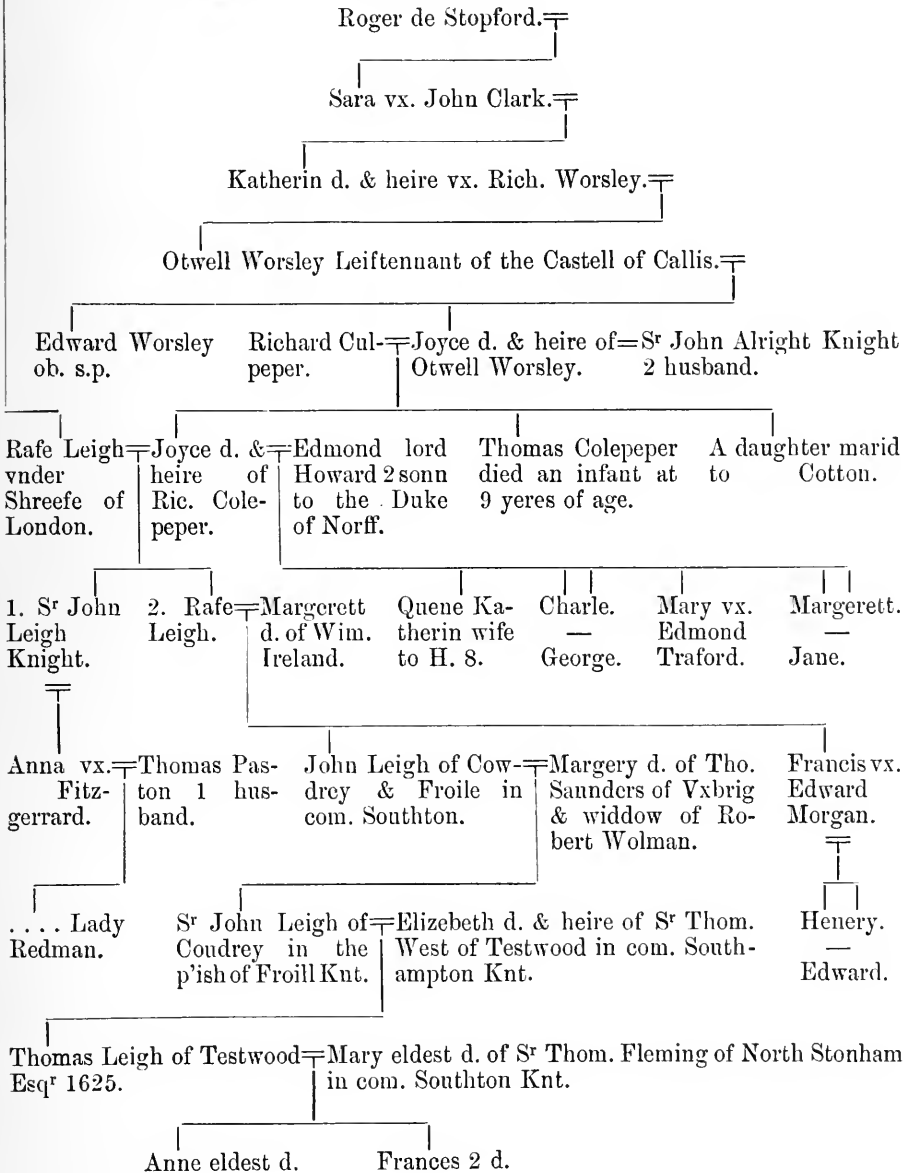 Roger de Stopford.
Sara vx. John Clark.
Katherin d. & heire vx. Rich. Worsley.
Otwell Worsley Leiftennant of the Castell of Callis.
Edward Worsley
ob. s.p.
Richard Cul-
peper.
Joyce d. & heire of
Otwell Worsley.
Sr John Alright Knight
2 husband.
Rafe Leigh
vnder
Shreefe of
London.
Joyce d. &
heire of
Ric. Cole-
peper.
Edmond lord
Howard 2 sonn
to the Duke
of Norff.
Thomas Colepeper
died an infant at
9 yeres of age.
A daughter marid
to Cotton.
1. Sr John
Leigh
Knight.
2. Rafe
Leigh.
Margerett
d. of Wim.
Ireland.
Quene Ka-
therin wife
to H. 8.
Charle.
—
George.
Mary vx.
Edmond
Traford.
Margerett.
—
Jane.
Anna vx.
Fitz-
gerrard.
Thomas Pas-
ton 1 hus-
band.
John Leigh of Cow-
drey & Froile in
com. Southton.
Margery d. of Tho.
Saunders of Vxbrig
& widdow of Ro-
bert Wolman.
Francis vx.
Edward
Morgan.
.... Lady
Redman.
Sr John Leigh of
Coudrey in the
p'ish of Froill Knt.
Elizebeth d. & heire of Sr Thom.
West of Testwood in com. South-
ampton Knt.
Henery.
—
Edward.
Thomas Leigh of Testwood
Esqr 1625.
Mary eldest d. of Sr Thom. Fleming of North Stonham
in com. Southton Knt.
Anne eldest d.
Frances 2 d.